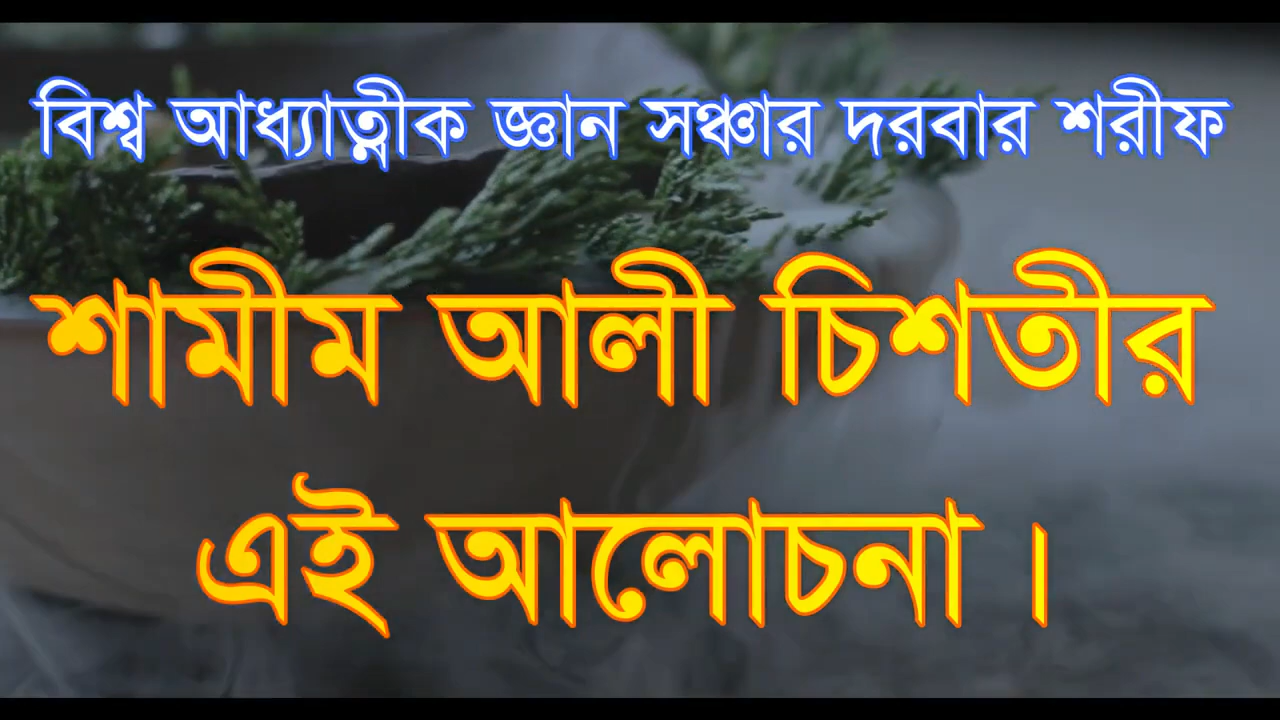 বিশ্ব আধ্যাত্নীক জ্ঞান সঞ্চার দরবার শরীফ
শামীম আলী চিশতীর
এই আলোচনা ।